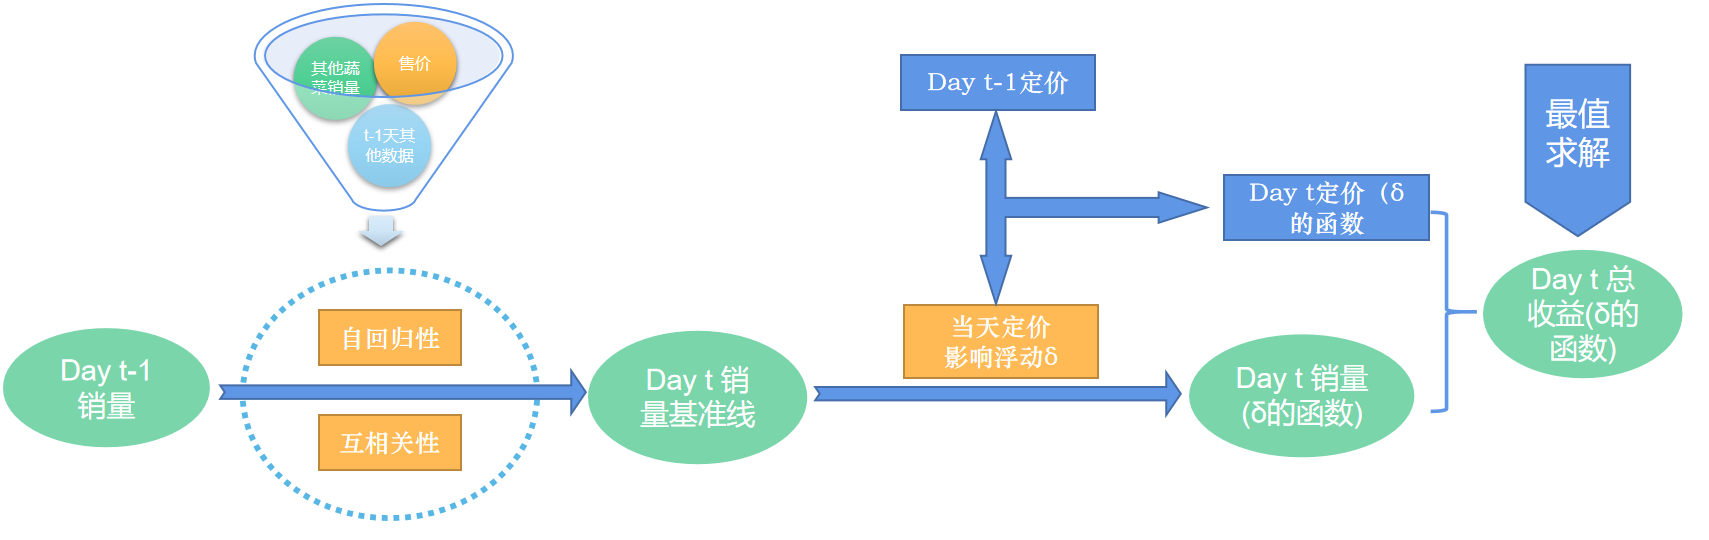 其他蔬
菜销量
售价
t-1天其
他数据
Day t-1
销量
自回归性
互相关性
Day t 销
量基准线
Day t-1定价
当天定价
影响浮动δ
Day t定价（δ
的函数
Day t 销量
(δ的函数)
最值
求解
Day t 总
收益(δ的
函数)